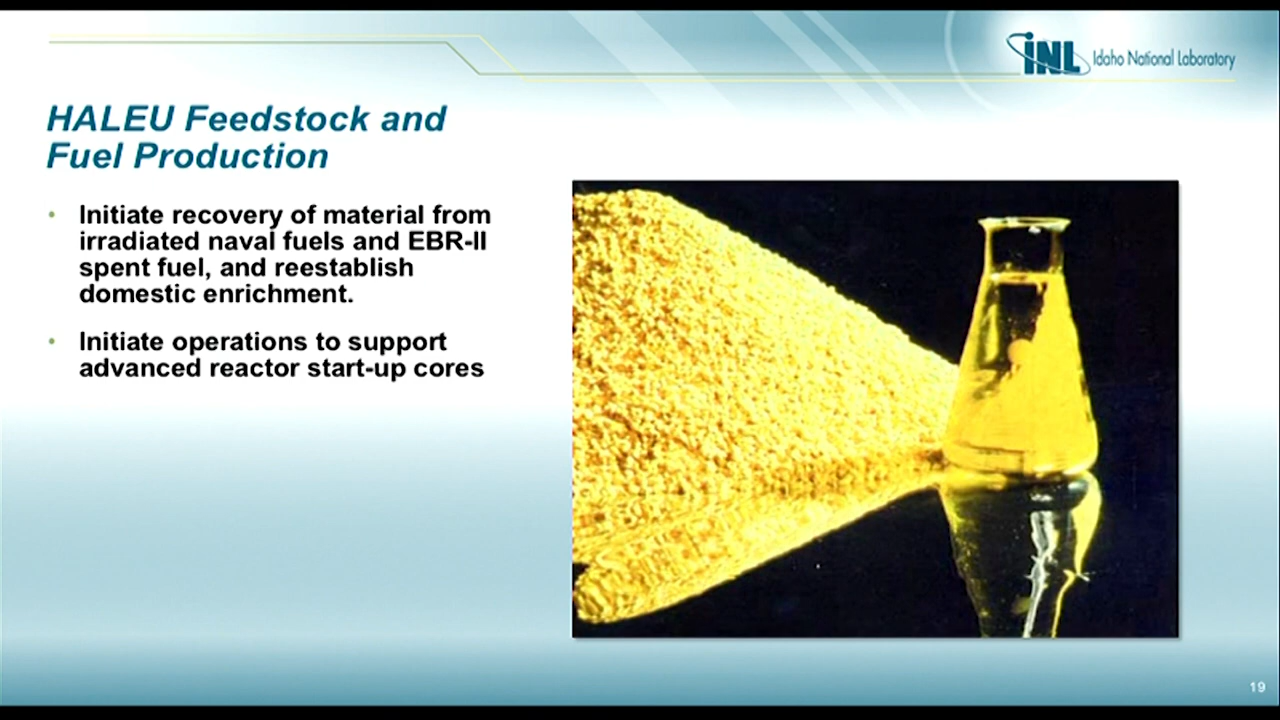 INL Idaho National Laboratory
HALEU Feedstock and
Fuel Production
• Initiate recovery of material from
irradiated naval fuels and EBR-II
spent fuel, and reestablish
domestic enrichment.
• Initiate operations to support
advanced reactor start-up cores
19